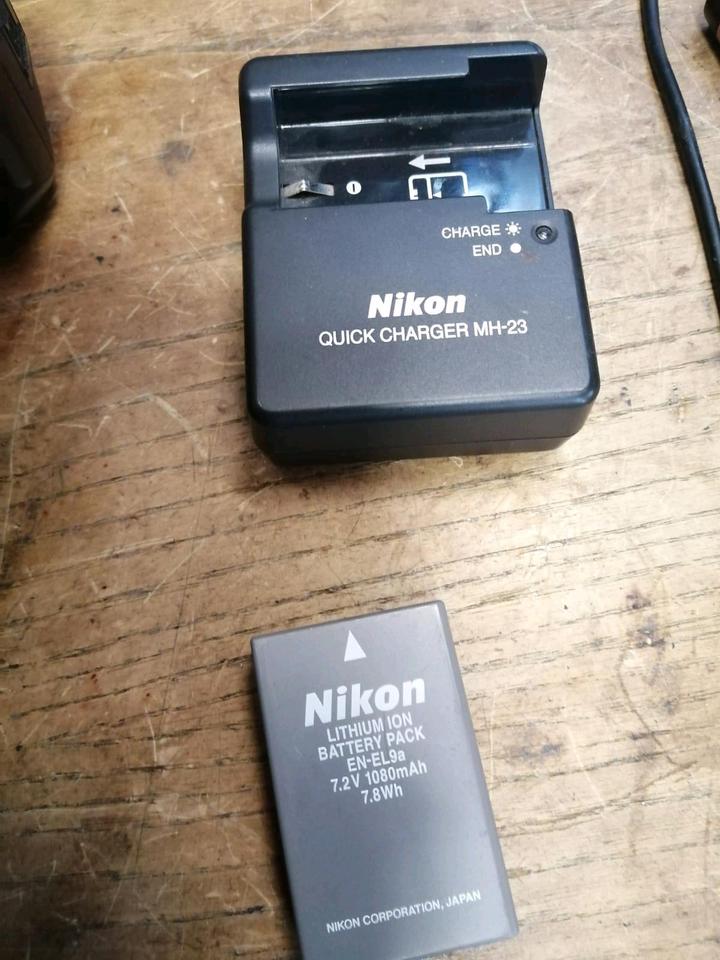 CHARGE
END
Nikon
QUICK CHARGER MH-23
Nikon
LITHIUM ION
BATTERY PACK
EN-EL9a
7.2V 1080mAh
7.8Wh
NIKON CORPORATION, JAPAN